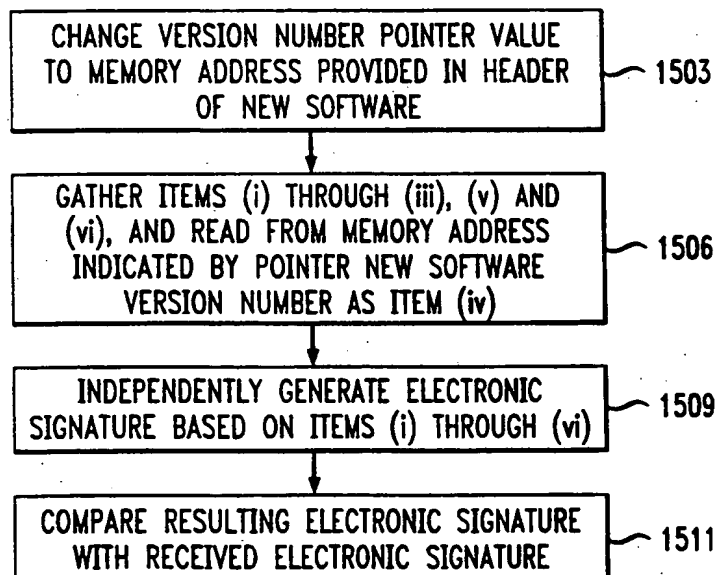 CHANGE VERSION NUMBER POINTER VALUE
TO MEMORY ADDRESS PROVIDED IN HEADER
OF NEW SOFTWARE
1503
GATHER ITEMS (i) THROUGH (iii), (v) AND
(vi), AND READ FROM MEMORY ADDRESS
INDICATED BY POINTER NEW SOFTWARE
VERSION NUMBER AS ITEM (iv)
1506
INDEPENDENTLY GENERATE ELECTRONIC
SIGNATURE BASED ON ITEMS (i) THROUGH (vi)
1509
COMPARE RESULTING ELECTRONIC SIGNATURE
WITH RECEIVED ELECTRONIC SIGNATURE
1511